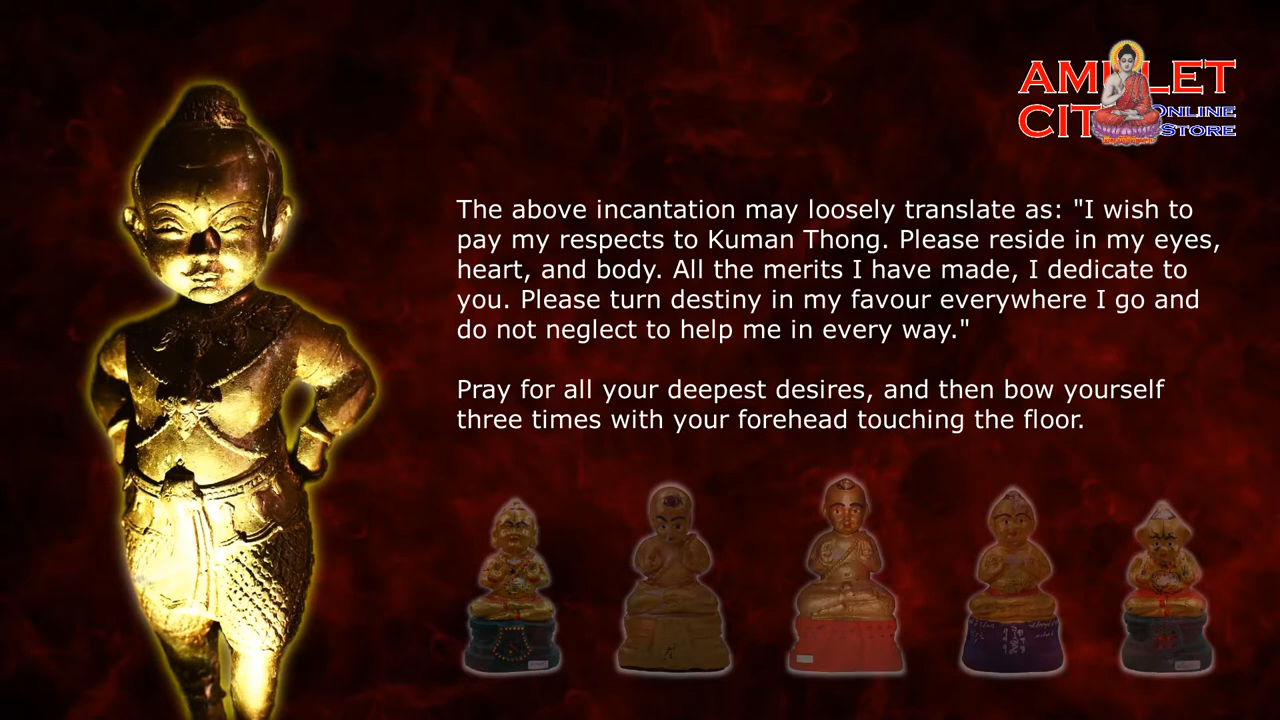 AMULET
CITY ONLINE
STORE
The above incantation may loosely translate as: "I wish to
pay my respects to Kuman Thong. Please reside in my eyes,
heart, and body. All the merits I have made, I dedicate to
you. Please turn destiny in my favour everywhere I go and
do not neglect to help me in every way."
Pray for all your deepest desires, and then bow yourself
three times with your forehead touching the floor.